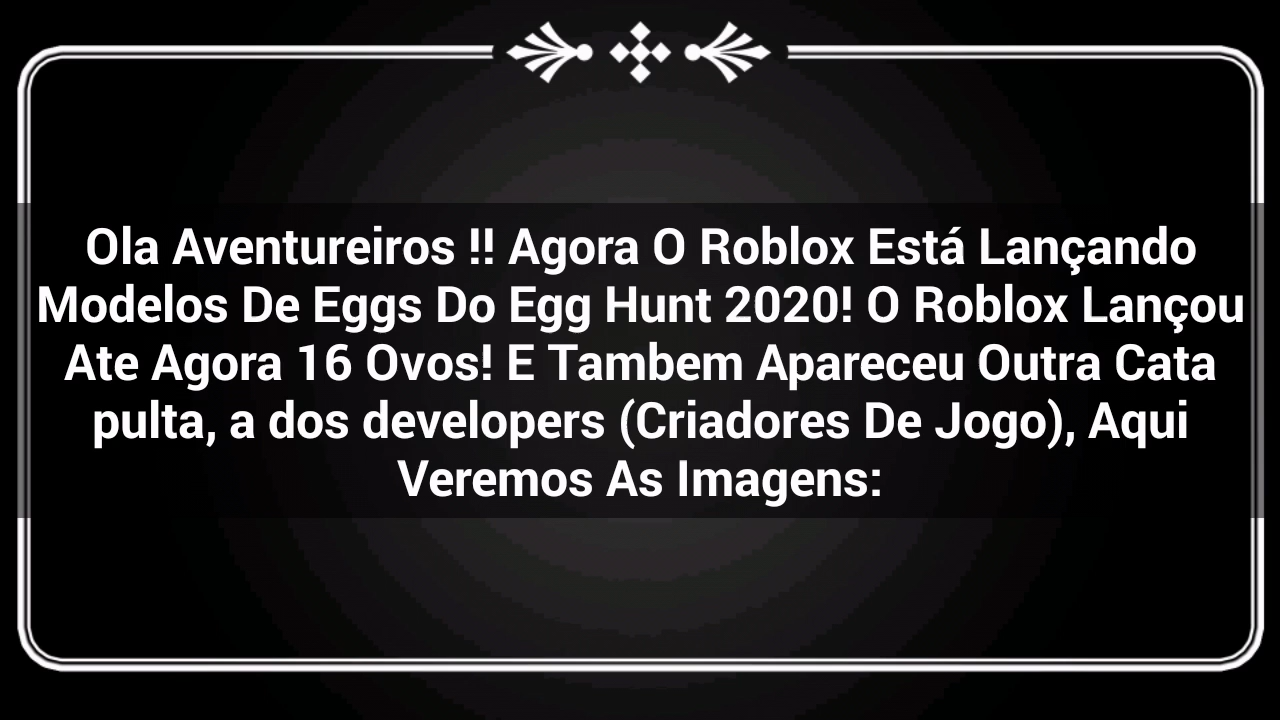 Ola Aventureiros !! Agora O Roblox Está Lançando
Modelos De Eggs Do Egg Hunt 2020! O Roblox Lançou
Ate Agora 16 Ovos! E Tambem Apareceu Outra Cata
pulta, a dos developers (Criadores De Jogo), Aqui
Veremos As Imagens: